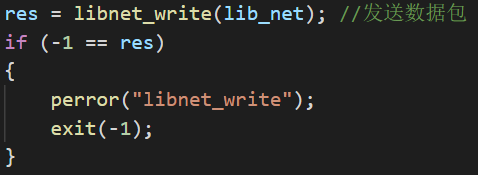 res = libnet_write(lib_net); //发送数据包
if (-1 == res)
{
    perror("libnet_write");
    exit(-1);
}